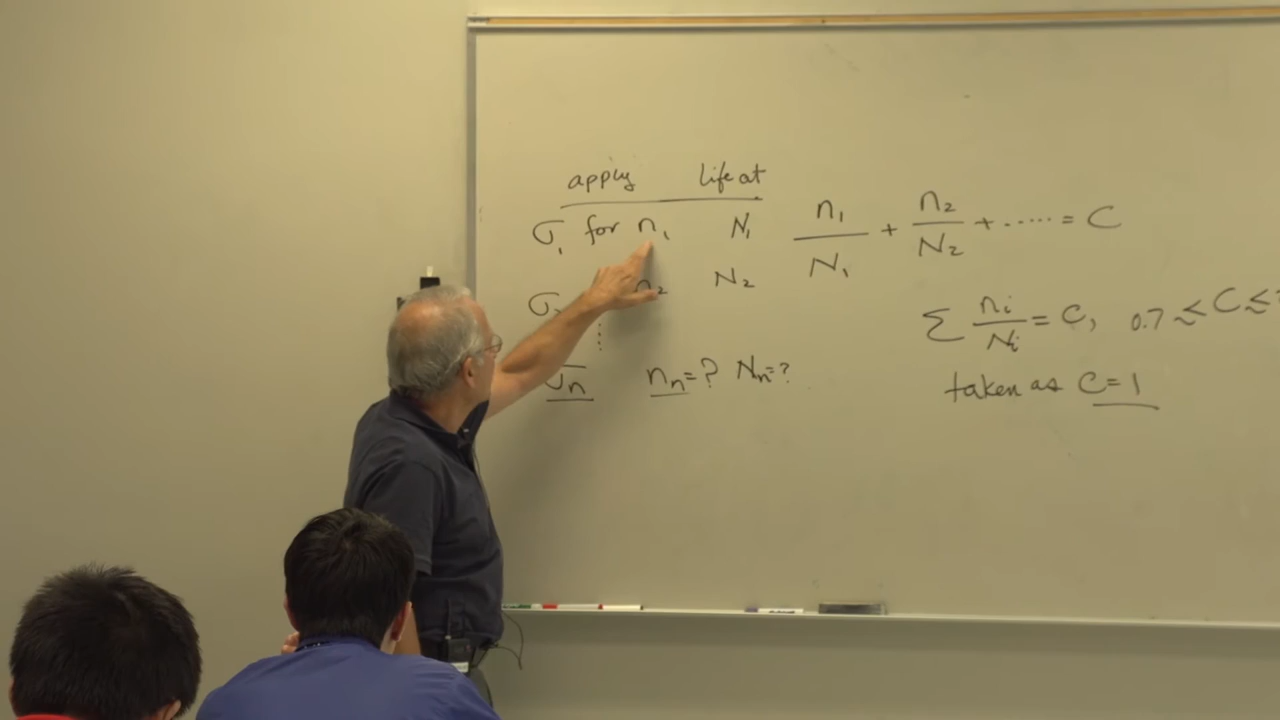 apply life at
σ₁ for n₁ N₁ n₁/N₁ + n₂/N₂ + ..... = C
σ₂ n₂ N₂
⋮
Σ nᵢ/Nᵢ = C, 0.7 ≲ C ≲
σₙ nₙ=? Nₙ=?
taken as C=1